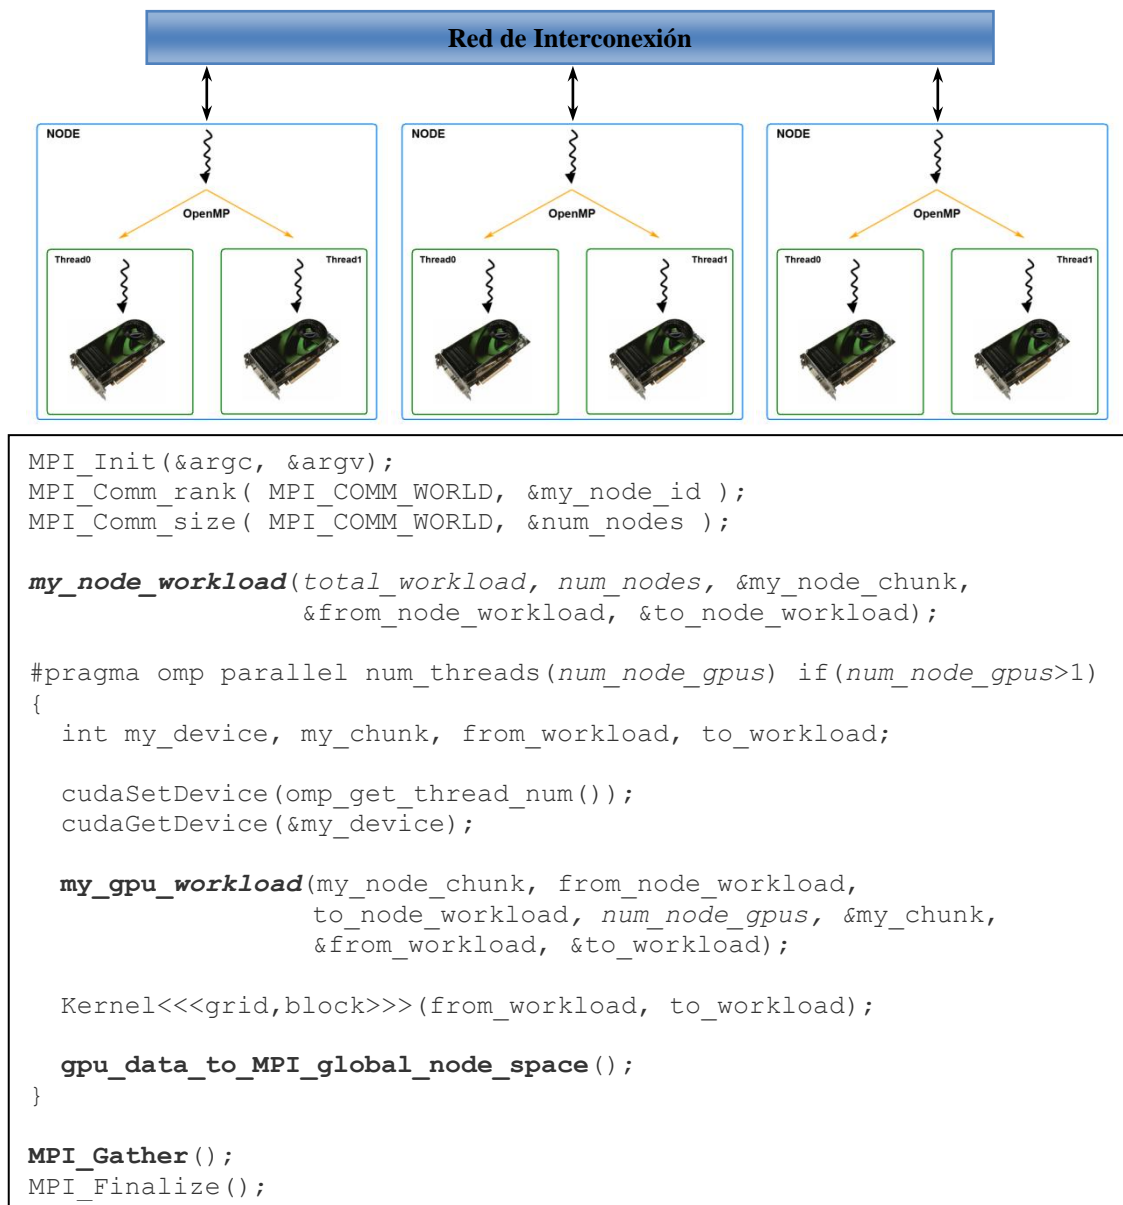 Red de Interconexión
NODE
OpenMP
Thread0
Thread1
NODE
OpenMP
Thread0
Thread1
NODE
OpenMP
Thread0
Thread1
MPI_Init(&argc, &argv);
MPI_Comm_rank( MPI_COMM_WORLD, &my_node_id );
MPI_Comm_size( MPI_COMM_WORLD, &num_nodes );
my_node_workload(total_workload, num_nodes, &my_node_chunk,
&from_node_workload, &to_node_workload);
#pragma omp parallel num_threads(num_node_gpus) if(num_node_gpus>1)
{
int my_device, my_chunk, from_workload, to_workload;
cudaSetDevice(omp_get_thread_num());
cudaGetDevice(&my_device);
my_gpu_workload(my_node_chunk, from_node_workload,
to_node_workload, num_node_gpus, &my_chunk,
&from_workload, &to_workload);
Kernel<<<grid,block>>>(from_workload, to_workload);
gpu_data_to_MPI_global_node_space();
}
MPI_Gather();
MPI_Finalize();